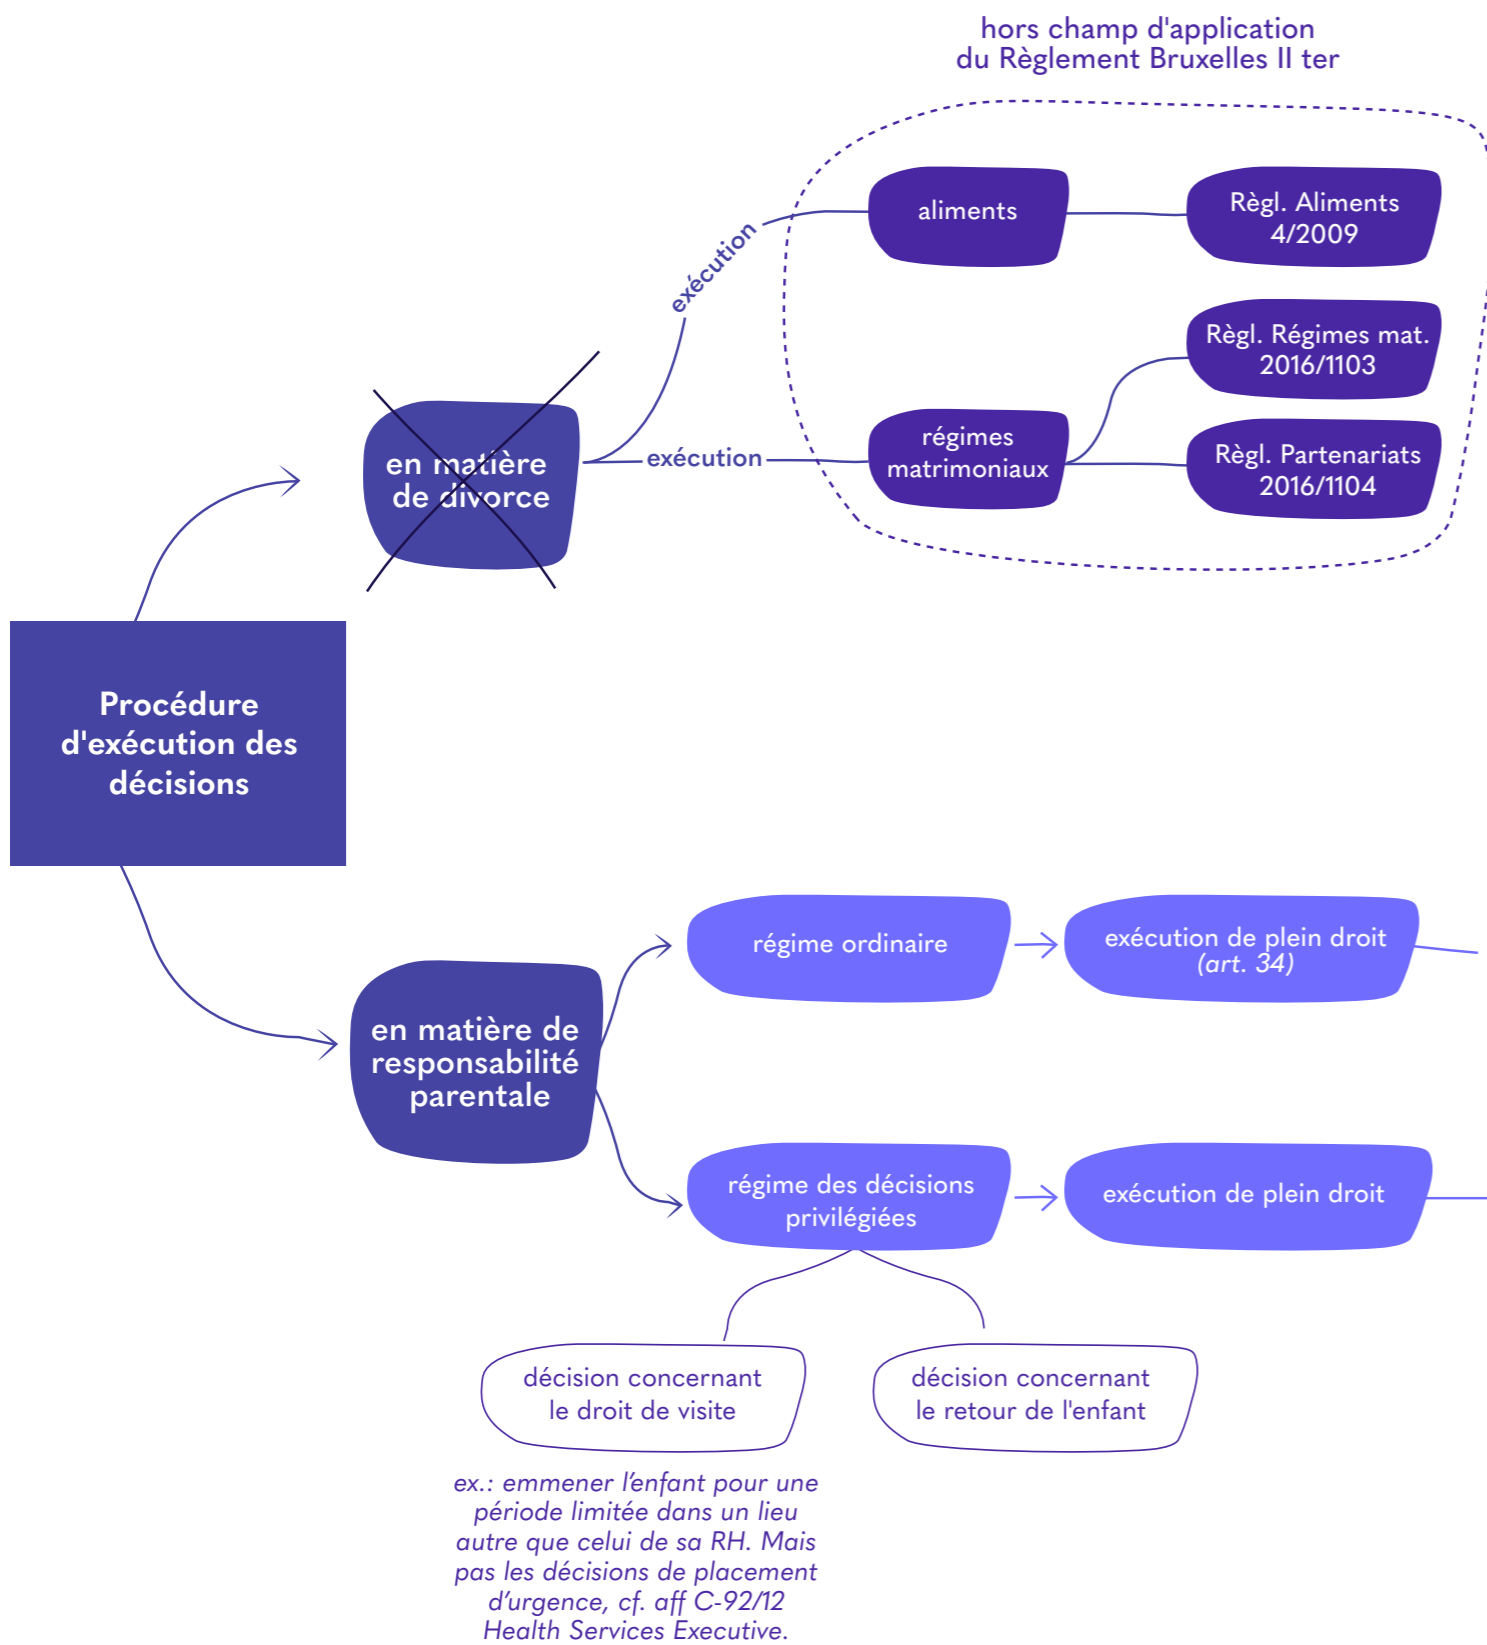 hors champ d'application
du Règlement Bruxelles II ter
aliments
Règl. Aliments
4/2009
exécution
Règl. Régimes mat.
2016/1103
en matière
de divorce
exécution
régimes
matrimoniaux
Règl. Partenariats
2016/1104
Procédure
d'exécution des
décisions
régime ordinaire
exécution de plein droit
(art. 34)
en matière de
responsabilité
parentale
régime des décisions
privilégiées
exécution de plein droit
décision concernant
le droit de visite
décision concernant
le retour de l'enfant
ex.: emmener l’enfant pour une
période limitée dans un lieu
autre que celui de sa RH. Mais
pas les décisions de placement
d’urgence, cf. aff C-92/12
Health Services Executive.